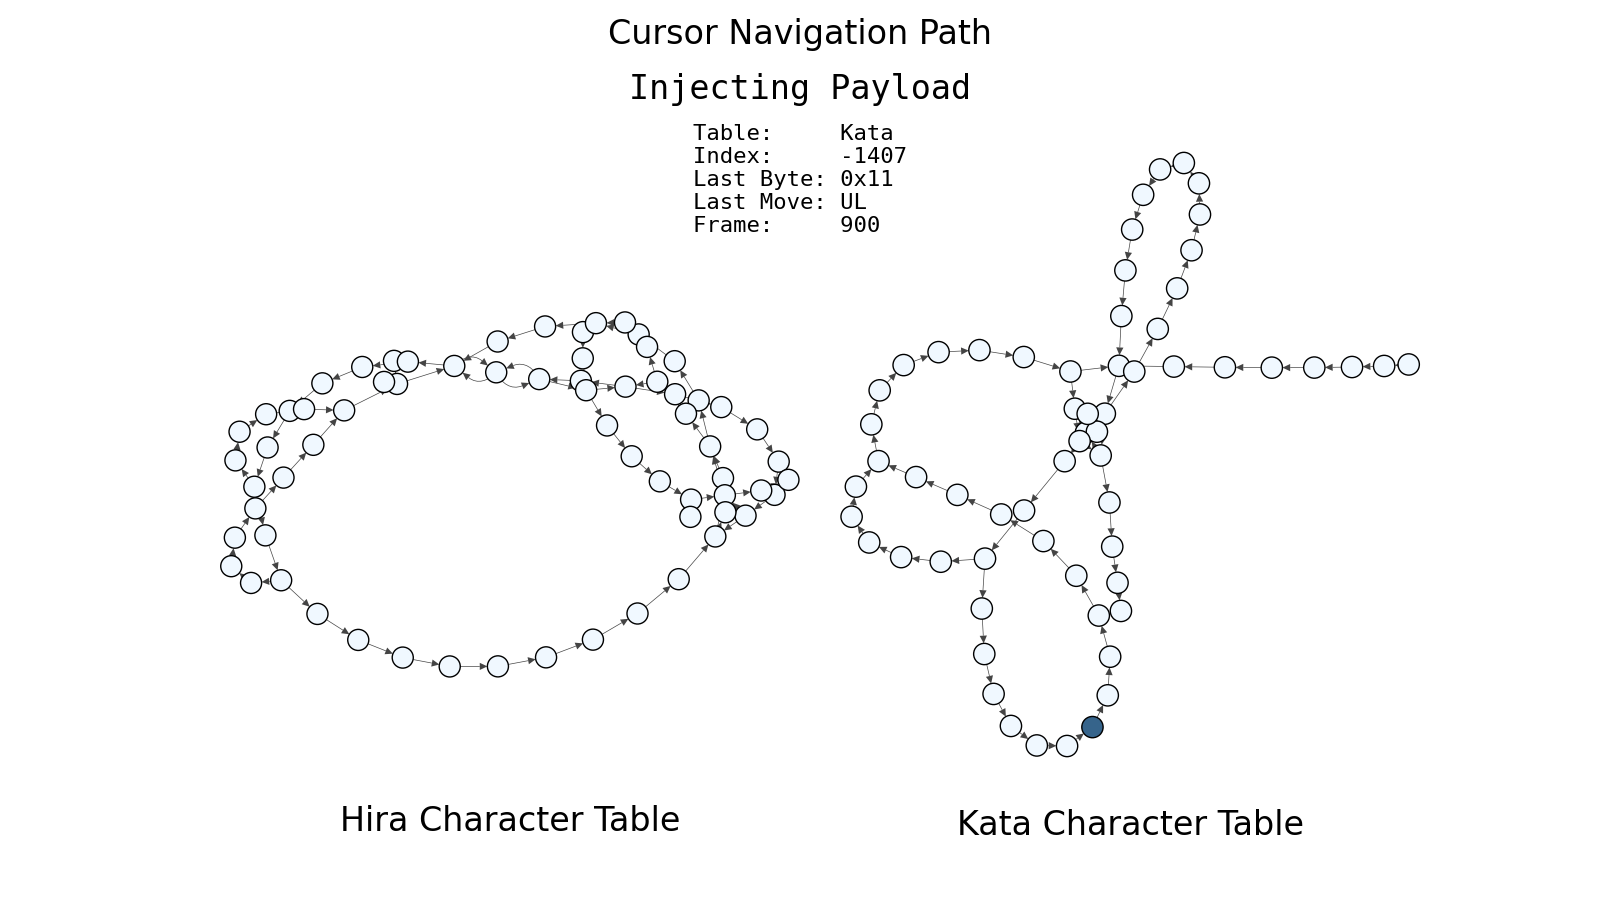 Cursor Navigation Path
Injecting Payload
Table: Kata
Index: -1407
Last Byte: 0x11
Last Move: UL
Frame: 900
Hira Character Table
Kata Character Table